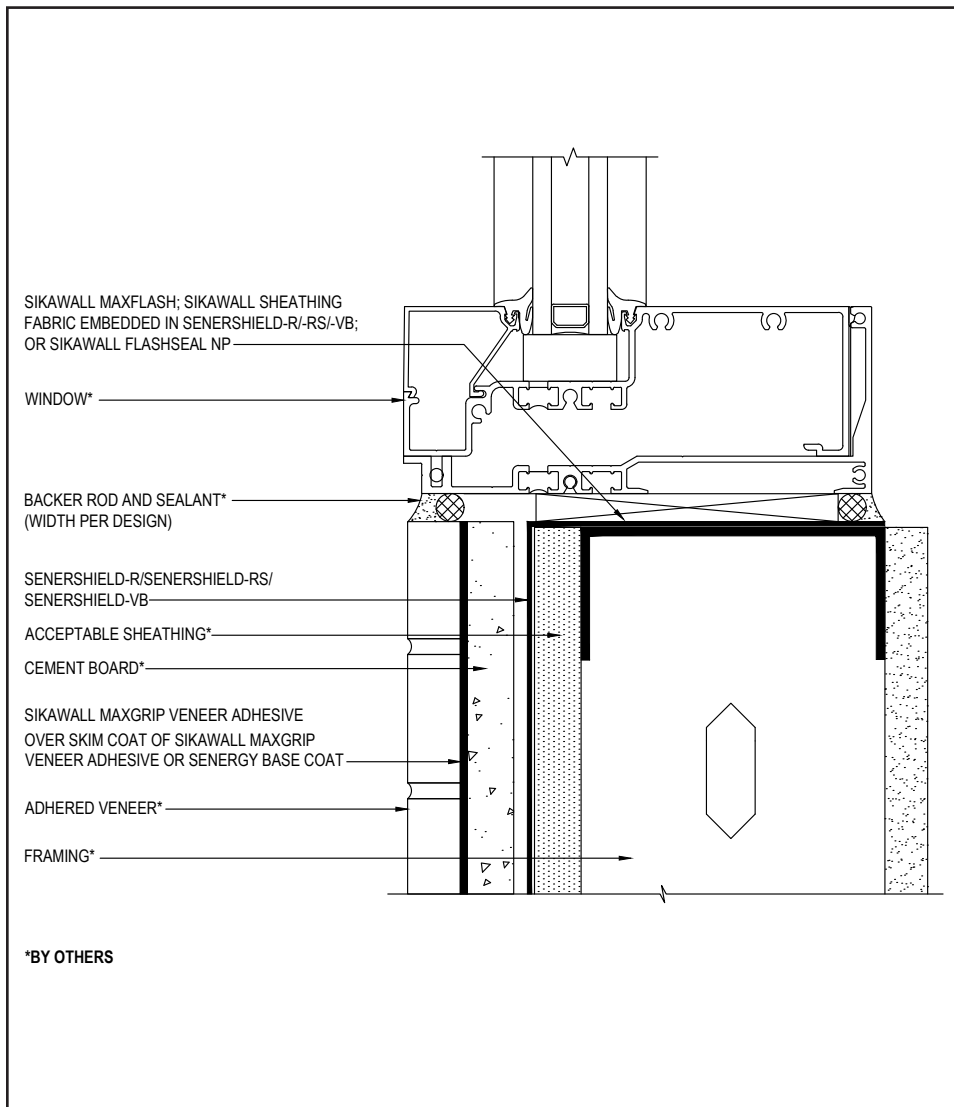 SIKAWALL MAXFLASH; SIKAWALL SHEATHING
FABRIC EMBEDDED IN SENERSHIELD-R/-RS/-VB;
OR SIKAWALL FLASHSEAL NP
WINDOW*
BACKER ROD AND SEALANT*
(WIDTH PER DESIGN)
SENERSHIELD-R/SENERSHIELD-RS/
SENERSHIELD-VB
ACCEPTABLE SHEATHING*
CEMENT BOARD*
SIKAWALL MAXGRIP VENEER ADHESIVE
OVER SKIM COAT OF SIKAWALL MAXGRIP
VENEER ADHESIVE OR SENERGY BASE COAT
ADHERED VENEER*
FRAMING*
*BY OTHERS